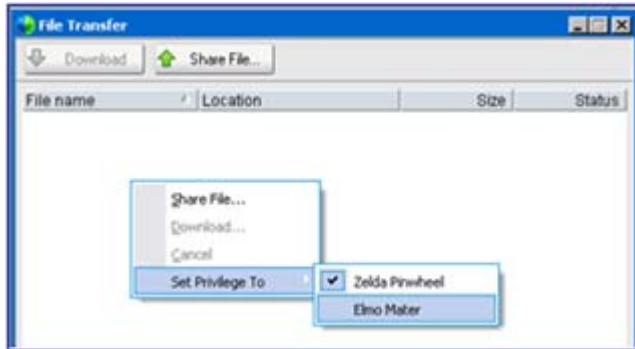 File Transfer
Download Share File...
File name Location Size Status
Share File...
Download...
Cancel
Set Privilege To Zelda Pinwheel
Elmo Mater